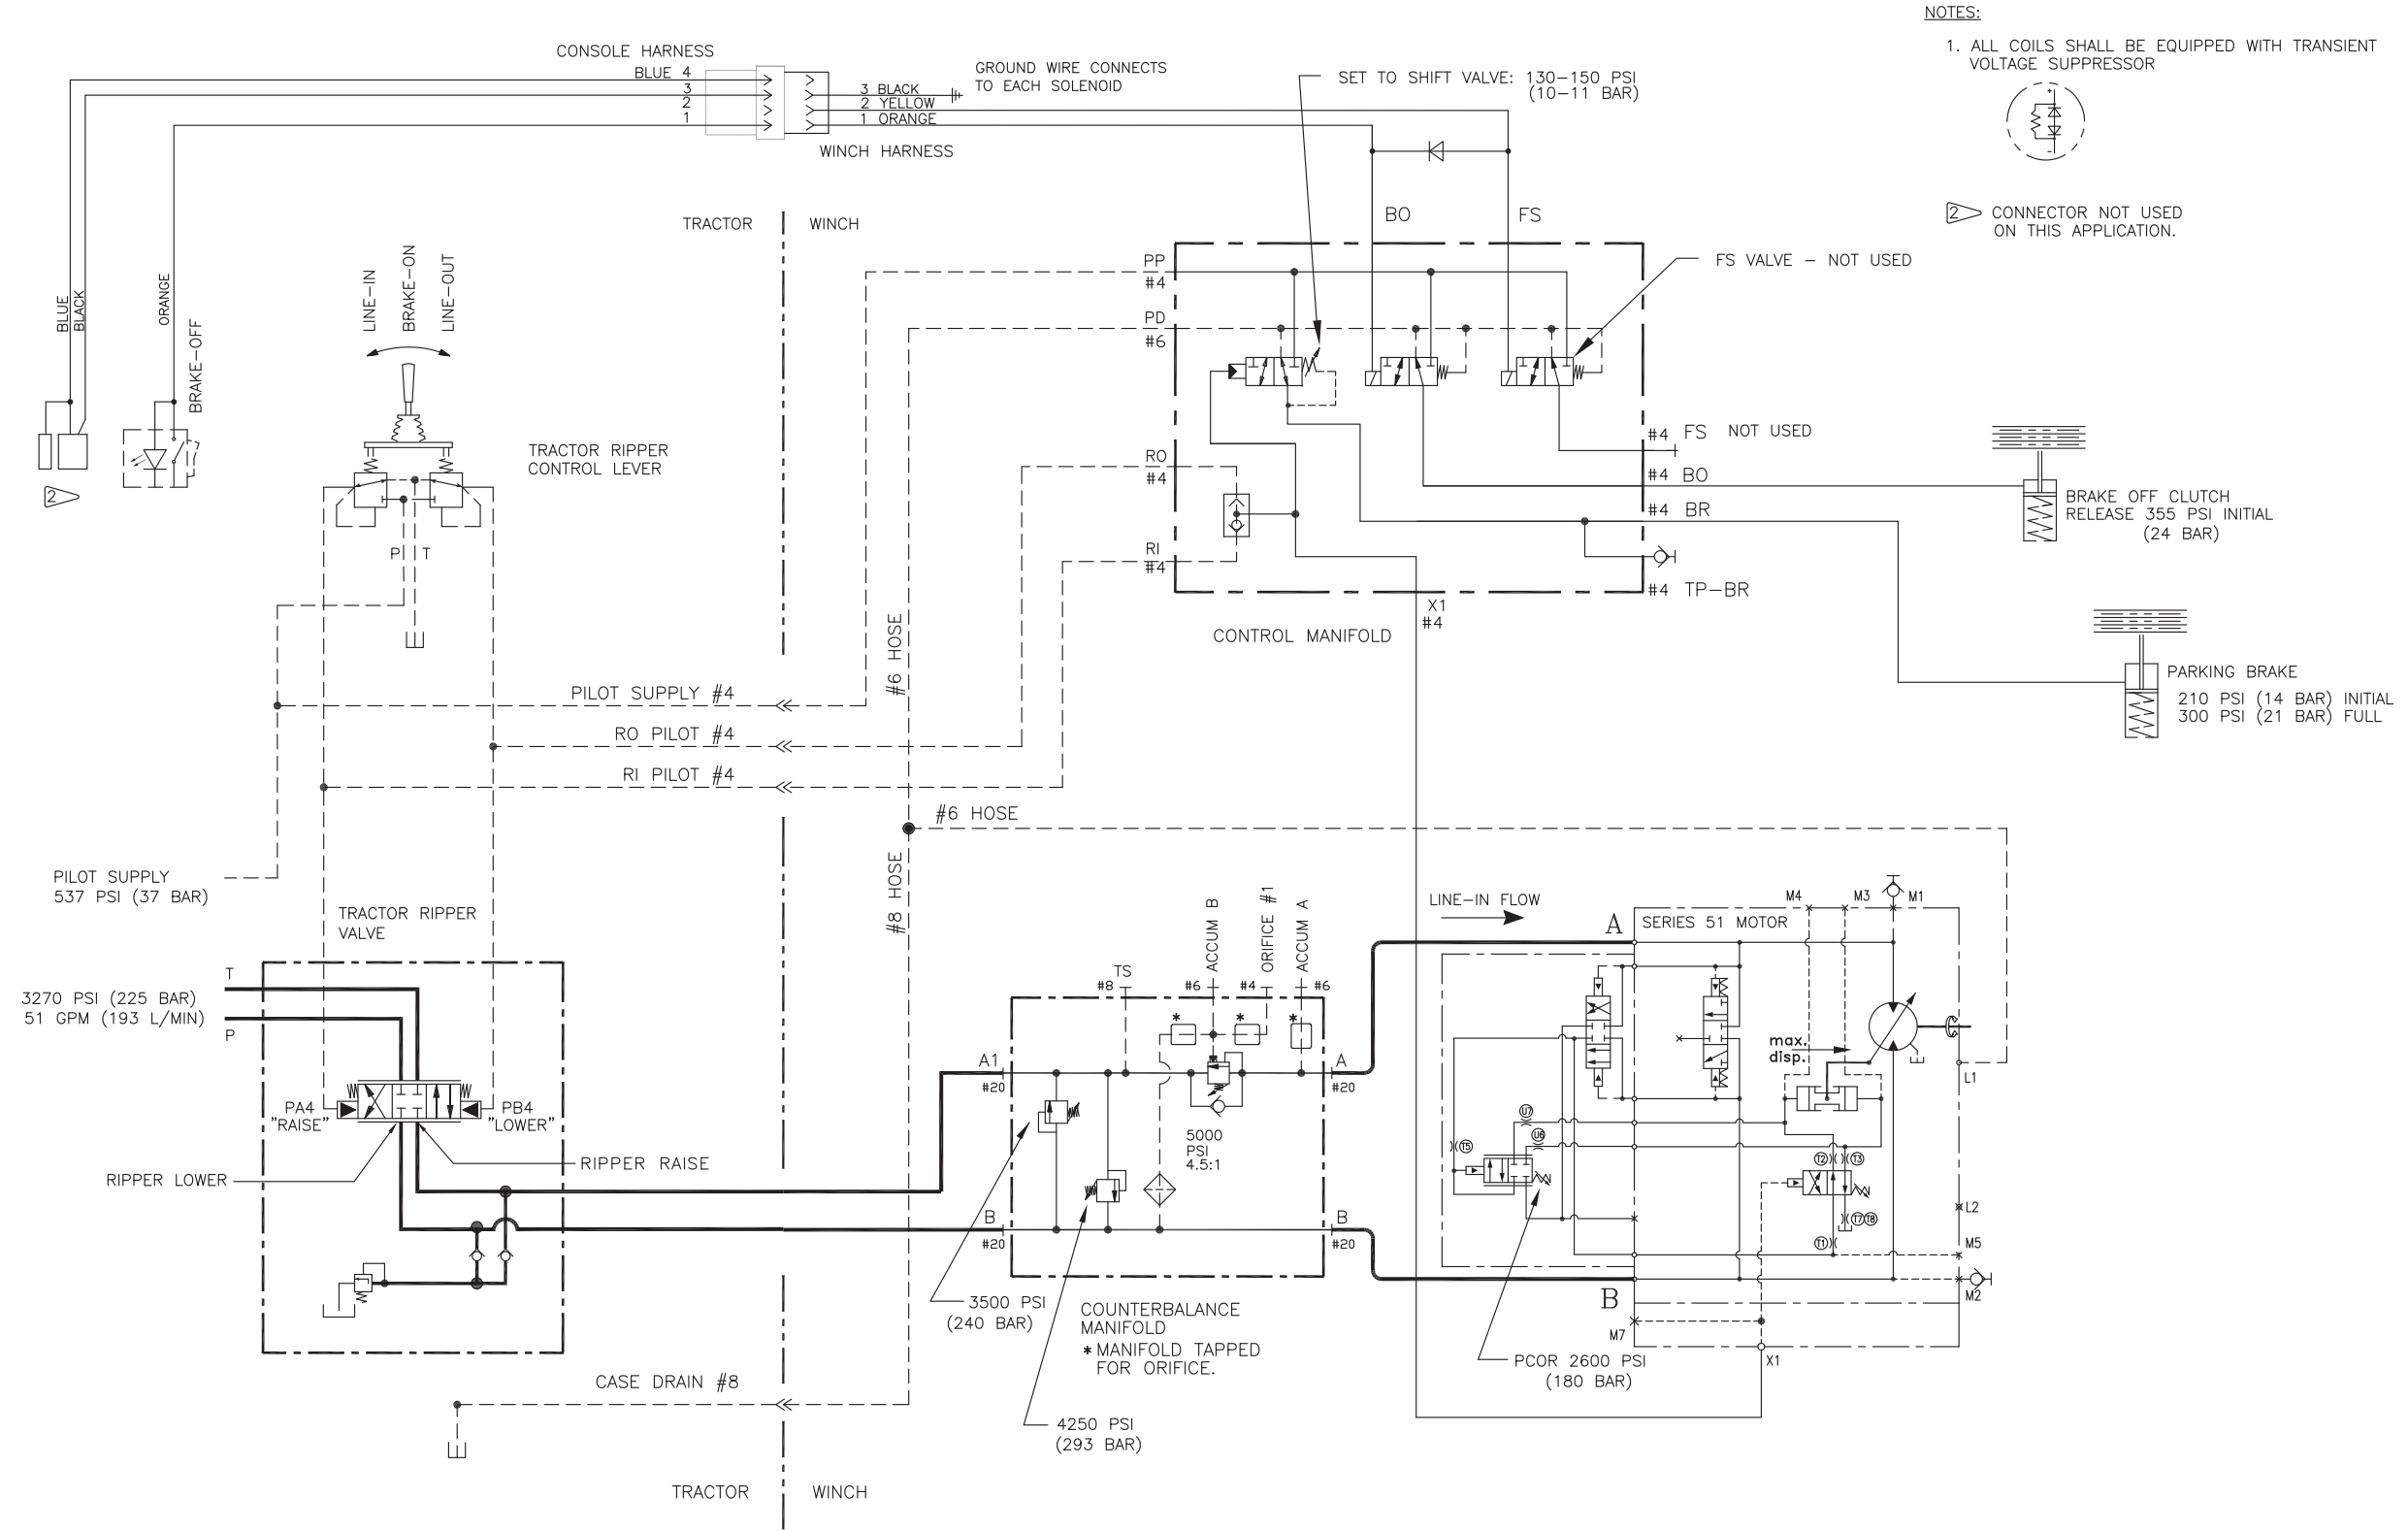 NOTES:
1. ALL COILS SHALL BE EQUIPPED WITH TRANSIENT
VOLTAGE SUPPRESSOR
+
-
2 CONNECTOR NOT USED
ON THIS APPLICATION.
CONSOLE HARNESS
BLUE 4
3
2
1
3 BLACK
2 YELLOW
1 ORANGE
GROUND WIRE CONNECTS
TO EACH SOLENOID
WINCH HARNESS
SET TO SHIFT VALVE: 130-150 PSI
(10-11 BAR)
TRACTOR
WINCH
BO
FS
FS VALVE - NOT USED
BLUE
BLACK
ORANGE
BRAKE-OFF
LINE-IN
BRAKE-ON
LINE-OUT
2
TRACTOR RIPPER
CONTROL LEVER
P
T
PP
#4
PD
#6
RO
#4
RI
#4
#4 FS NOT USED
#4 BO
#4 BR
#4 TP-BR
X1
#4
CONTROL MANIFOLD
BRAKE OFF CLUTCH
RELEASE 355 PSI INITIAL
(24 BAR)
PARKING BRAKE
210 PSI (14 BAR) INITIAL
300 PSI (21 BAR) FULL
#6 HOSE
PILOT SUPPLY #4
RO PILOT #4
RI PILOT #4
#6 HOSE
#8 HOSE
PILOT SUPPLY
537 PSI (37 BAR)
TRACTOR RIPPER
VALVE
T
3270 PSI (225 BAR)
51 GPM (193 L/MIN)
P
PA4
"RAISE"
PB4
"LOWER"
RIPPER RAISE
RIPPER LOWER
TS
#8
ACCUM B
#6
ORIFICE #1
#4
ACCUM A
#6
*
*
*
A1
#20
A
#20
5000
PSI
4.5:1
B
#20
B
#20
3500 PSI
(240 BAR)
COUNTERBALANCE
MANIFOLD
* MANIFOLD TAPPED
FOR ORIFICE.
4250 PSI
(293 BAR)
CASE DRAIN #8
LINE-IN FLOW
A
SERIES 51 MOTOR
M4
M3
M1
max.
disp.
L1
U7
U6
T5
T2
T3
T7 T8
T1
L2
M5
M2
B
M7
X1
PCOR 2600 PSI
(180 BAR)
TRACTOR
WINCH